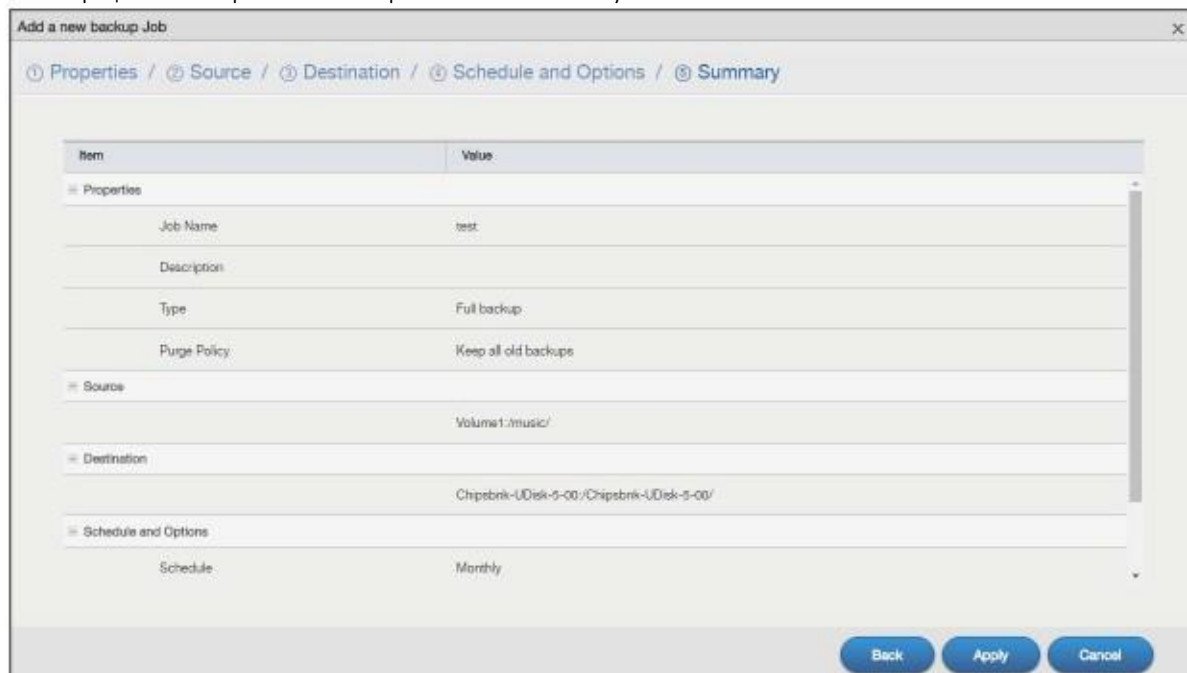 Add a new backup Job
① Properties / ② Source / ③ Destination / ④ Schedule and Options / ⑤ Summary
Item Value
Properties
Job Name test
Description
Type Full backup
Purge Policy Keep all old backups
Source
Volume1:/music/
Destination
Chipsbnk-UDisk-5-00:/Chipsbnk-UDisk-5-00/
Schedule and Options
Schedule Monthly
Back Apply Cancel